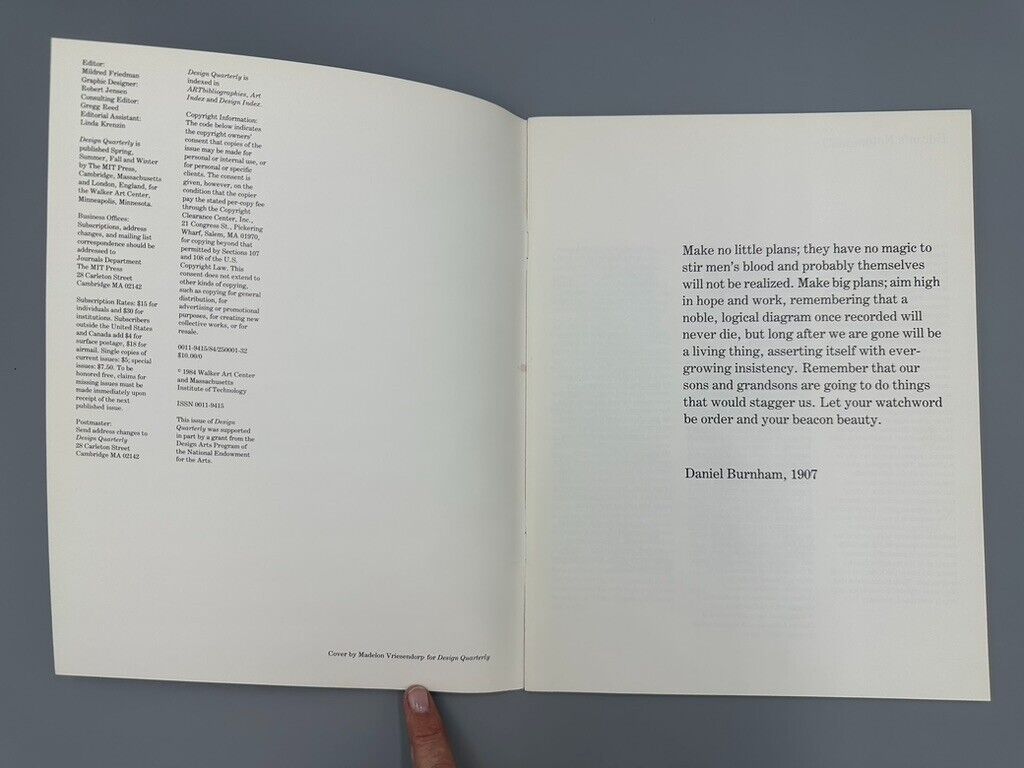 Editor:
Mildred Friedman
Graphic Designer:
Robert Jensen
Consulting Editor:
Gregg Reed
Editorial Assistant:
Linda Krenzin
Design Quarterly is
published Spring,
Summer, Fall and Winter
by The MIT Press,
Cambridge, Massachusetts
and London, England, for
the Walker Art Center,
Minneapolis, Minnesota.
Business Offices:
Subscriptions, address
changes, and mailing list
correspondence should be
addressed to
Journals Department
The MIT Press
28 Carleton Street
Cambridge MA 02142
Subscription Rates: $15 for
individuals and $30 for
institutions. Subscribers
outside the United States
and Canada add $4 for
surface postage, $18 for
airmail. Single copies of
current issues: $5; special
issues: $7.50. To be
honored free, claims for
missing issues must be
made immediately upon
receipt of the next
published issue.
Postmaster:
Send address changes to
Design Quarterly
28 Carleton Street
Cambridge MA 02142
Design Quarterly is
indexed in
ARTbibliographies, Art
Index and Design Index.
Copyright Information:
The code below indicates
the copyright owners'
consent that copies of the
issue may be made for
personal or internal use, or
for personal or specific
clients. The consent is
given, however, on the
condition that the copier
pay the stated per-copy fee
through the Copyright
Clearance Center, Inc.,
21 Congress St., Pickering
Wharf, Salem, MA 01970,
for copying beyond that
permitted by Sections 107
and 108 of the U.S.
Copyright Law. This
consent does not extend to
other kinds of copying,
such as copying for general
distribution, for
advertising or promotional
purposes, for creating new
collective works, or for
resale.
0011-9415/84/250001-32
$10.00/0
© 1984 Walker Art Center
and Massachusetts
Institute of Technology
ISSN 0011-9415
This issue of Design
Quarterly was supported
in part by a grant from the
Design Arts Program of
the National Endowment
for the Arts.
Cover by Madelon Vriesendorp for Design Quarterly
Make no little plans; they have no magic to
stir men's blood and probably themselves
will not be realized. Make big plans; aim high
in hope and work, remembering that a
noble, logical diagram once recorded will
never die, but long after we are gone will be
a living thing, asserting itself with ever-
growing insistency. Remember that our
sons and grandsons are going to do things
that would stagger us. Let your watchword
be order and your beacon beauty.
Daniel Burnham, 1907